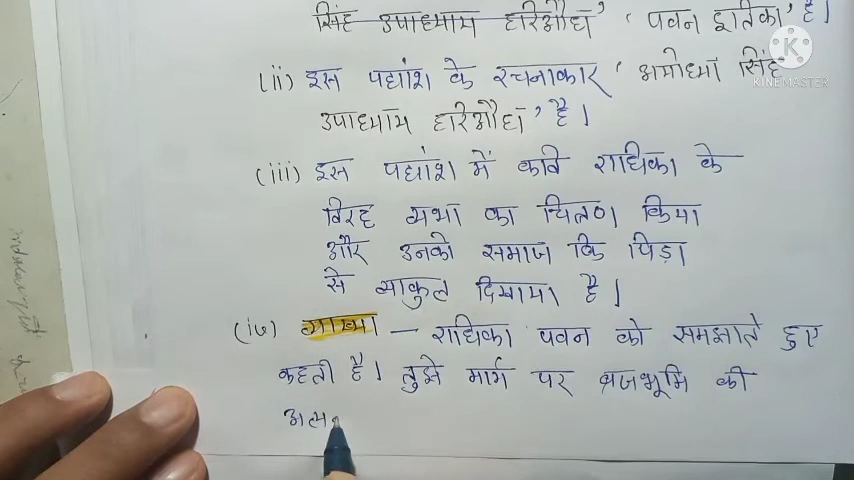 सिंह उपाध्याय हरिऔध' 'पवन दूतिका' है।
(ii) इस पद्यांश के रचनाकार 'अयोध्या सिंह
उपाध्याय हरिऔध' है।
(iii) इस पद्यांश में कवि राधिका के
विरह व्यथा का चित्रण किया
और उनको समाज कि पिड़ा
से व्याकुल दिखाया है।
(iv) व्याख्या — राधिका पवन को समझाते हुए
कहती है। तुझे मार्ग पर ब्रजभूमि की
KINEMASTER